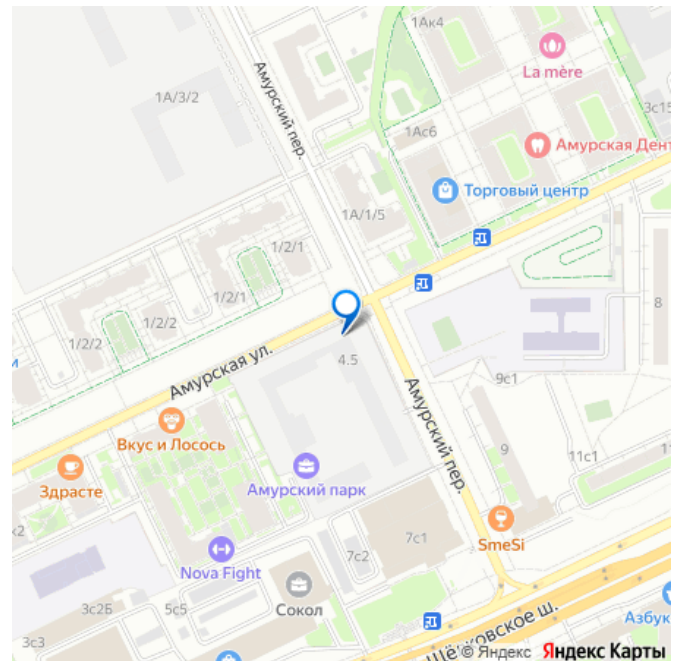 1Ак4
La mère
1А/3/2
Амурский пер.
3с15
1Ас6
Амурская Дент
Торговый центр
1А/1/5
1/2/1
1/2/1
1/2/2
1/2/2
и
8
4.5
Амурская ул.
9с1
Амурский пер.
Вкус и Лосось
9
11с1
11
Здрасте
Амурский парк
к2
SmeSi
7с1
7с2
Nova Fight
Сокол
3с2Б
5с5
Азбук
3с3
Щёлковское ш.
© Яндекс Яндекс Карты